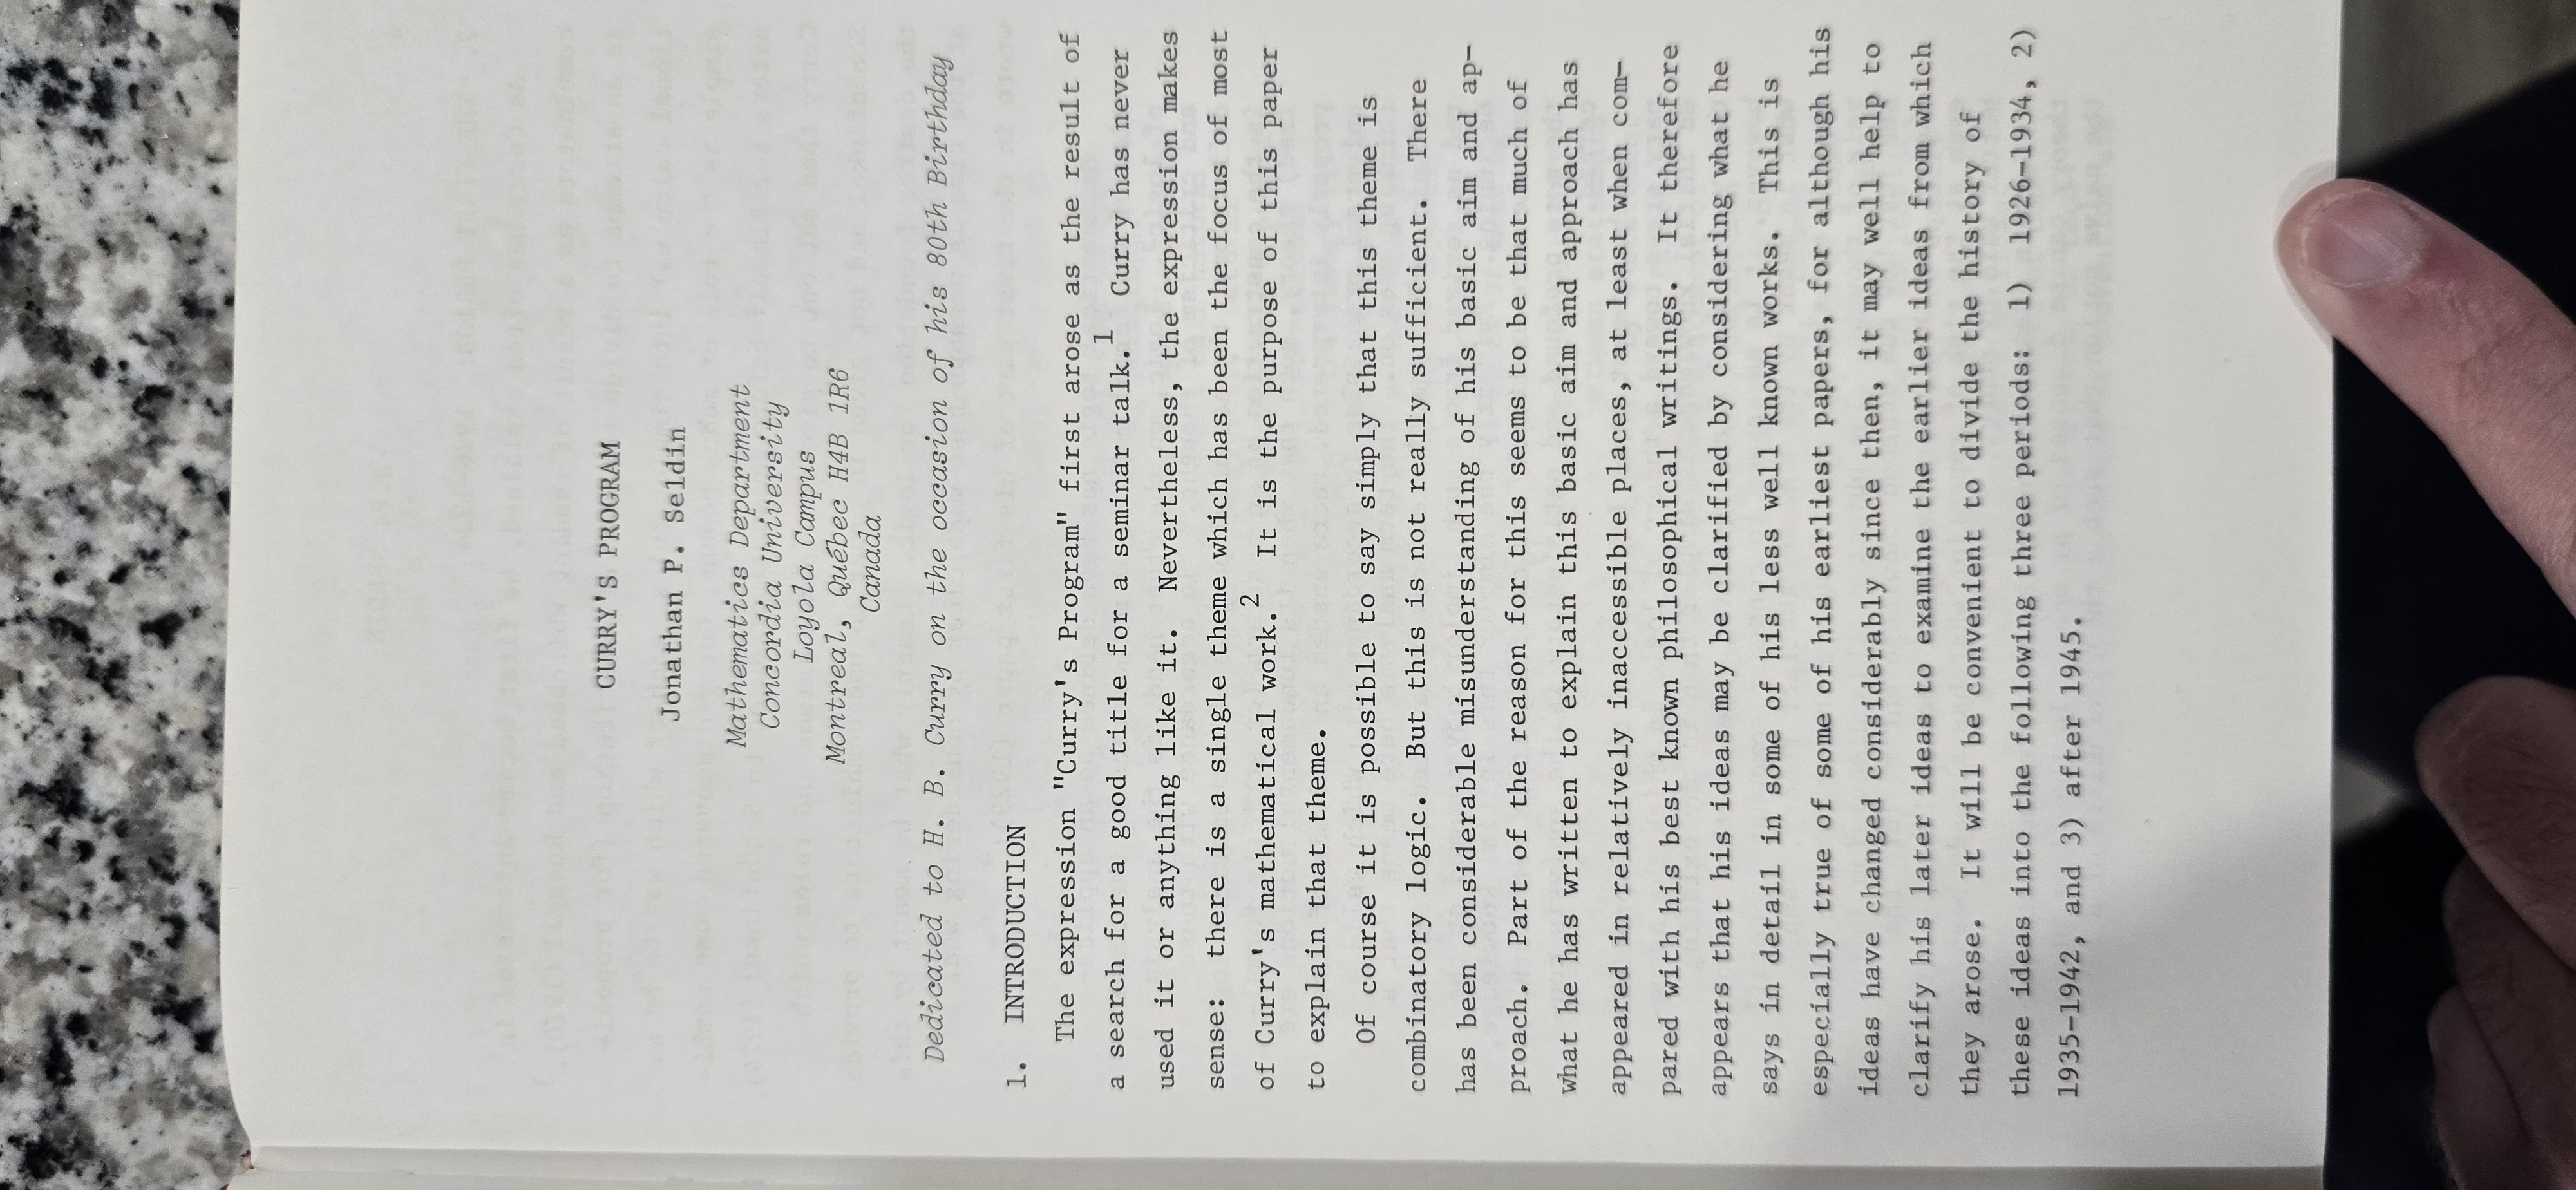 CURRY'S PROGRAM
Jonathan P. Seldin
Mathematics Department
Concordia University
Loyola Campus
Montreal, Québec H4B 1R6
Canada
Dedicated to H. B. Curry on the occasion of his 80th Birthday
1. INTRODUCTION
The expression "Curry's Program" first arose as the result of
a search for a good title for a seminar talk.1 Curry has never
used it or anything like it. Nevertheless, the expression makes
sense: there is a single theme which has been the focus of most
of Curry's mathematical work.2 It is the purpose of this paper
to explain that theme.
Of course it is possible to say simply that this theme is
combinatory logic. But this is not really sufficient. There
has been considerable misunderstanding of his basic aim and ap-
proach. Part of the reason for this seems to be that much of
what he has written to explain this basic aim and approach has
appeared in relatively inaccessible places, at least when com-
pared with his best known philosophical writings. It therefore
appears that his ideas may be clarified by considering what he
says in detail in some of his less well known works. This is
especially true of some of his earliest papers, for although his
ideas have changed considerably since then, it may well help to
clarify his later ideas to examine the earlier ideas from which
they arose. It will be convenient to divide the history of
these ideas into the following three periods: 1) 1926-1934, 2)
1935-1942, and 3) after 1945.